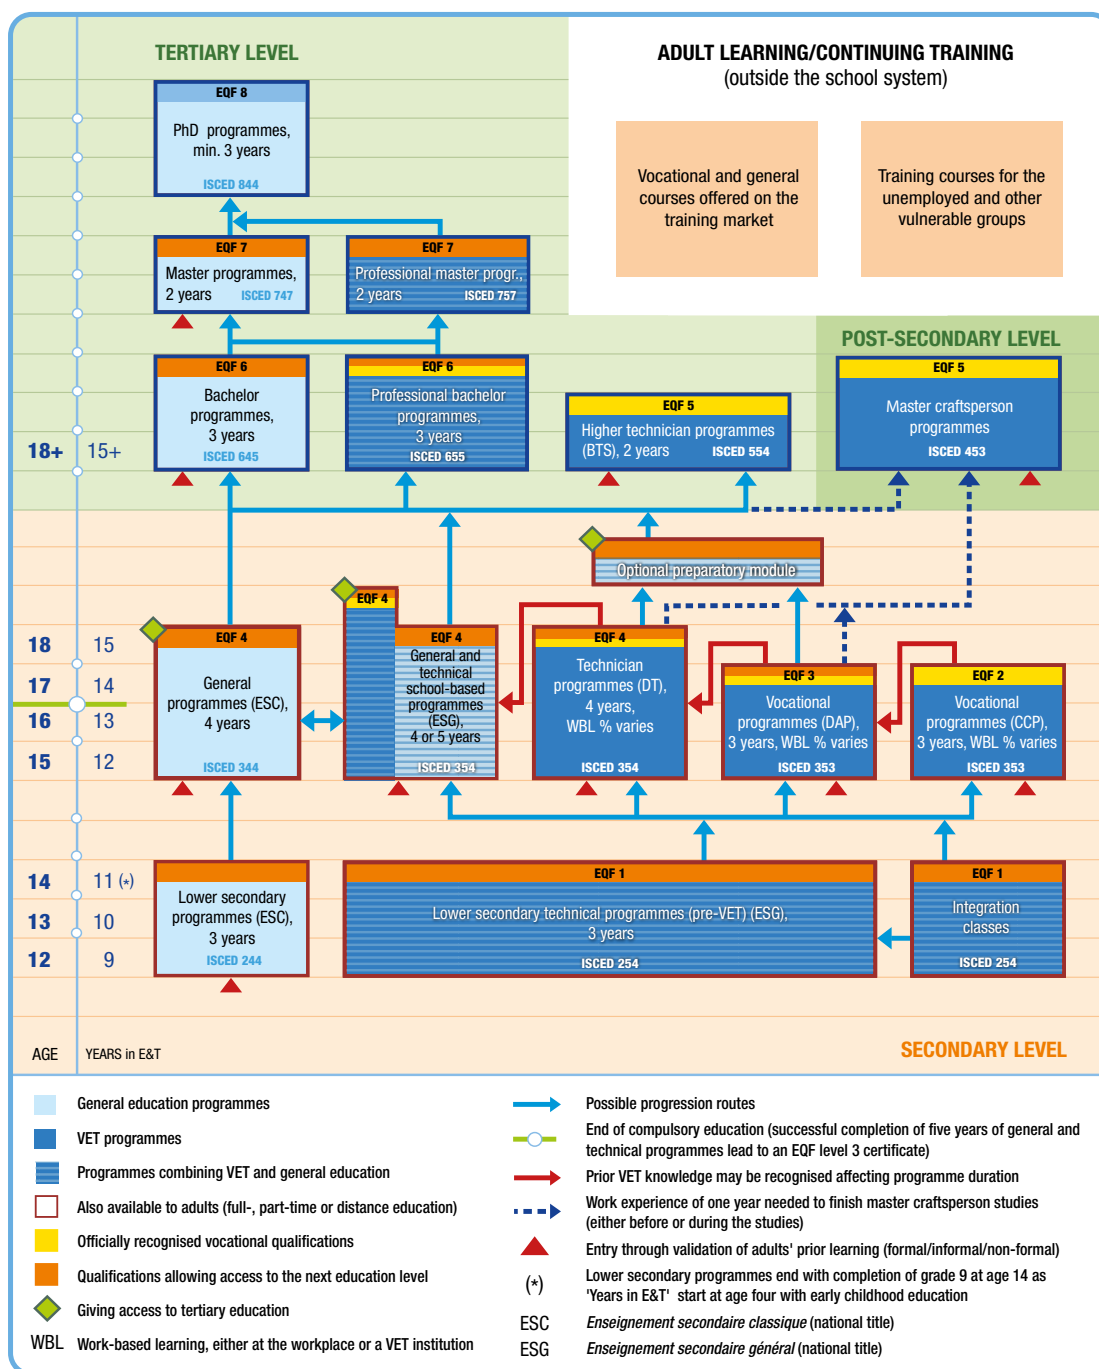 TERTIARY LEVEL
ADULT LEARNING/CONTINUING TRAINING
(outside the school system)
Vocational and general
courses offered on the
training market
Training courses for the
unemployed and other
vulnerable groups
EQF 8
PhD programmes,
min. 3 years
ISCED 844
EQF 7
Master programmes,
2 years ISCED 747
EQF 7
Professional master progr.,
2 years ISCED 757
POST-SECONDARY LEVEL
EQF 6
Bachelor
programmes,
3 years
ISCED 645
EQF 6
Professional bachelor
programmes,
3 years
ISCED 655
EQF 5
Higher technician programmes
(BTS), 2 years ISCED 554
EQF 5
Master craftsperson
programmes
ISCED 453
18+ 15+
Optional preparatory module
EQF 4
General
programmes (ESC),
4 years
ISCED 344
EQF 4
EQF 4
General and
technical
school-based
programmes
(ESG),
4 or 5 years
ISCED 354
EQF 4
Technician
programmes (DT),
4 years,
WBL % varies
ISCED 354
EQF 3
Vocational
programmes (DAP),
3 years, WBL % varies
ISCED 353
EQF 2
Vocational
programmes (CCP),
3 years, WBL % varies
ISCED 353
18 15
17 14
16 13
15 12
EQF 1
EQF 1
14 11 (*)
13 10
12 9
Lower secondary
programmes (ESC),
3 years
ISCED 244
Lower secondary technical programmes (pre-VET) (ESG),
3 years
ISCED 254
Integration
classes
ISCED 254
AGE YEARS in E&T
SECONDARY LEVEL
General education programmes
VET programmes
Programmes combining VET and general education
Also available to adults (full-, part-time or distance education)
Officially recognised vocational qualifications
Qualifications allowing access to the next education level
Giving access to tertiary education
WBL Work-based learning, either at the workplace or a VET institution
Possible progression routes
End of compulsory education (successful completion of five years of general and
technical programmes lead to an EQF level 3 certificate)
Prior VET knowledge may be recognised affecting programme duration
Work experience of one year needed to finish master craftsperson studies
(either before or during the studies)
Entry through validation of adults' prior learning (formal/informal/non-formal)
(*) Lower secondary programmes end with completion of grade 9 at age 14 as
'Years in E&T' start at age four with early childhood education
ESC Enseignement secondaire classique (national title)
ESG Enseignement secondaire général (national title)